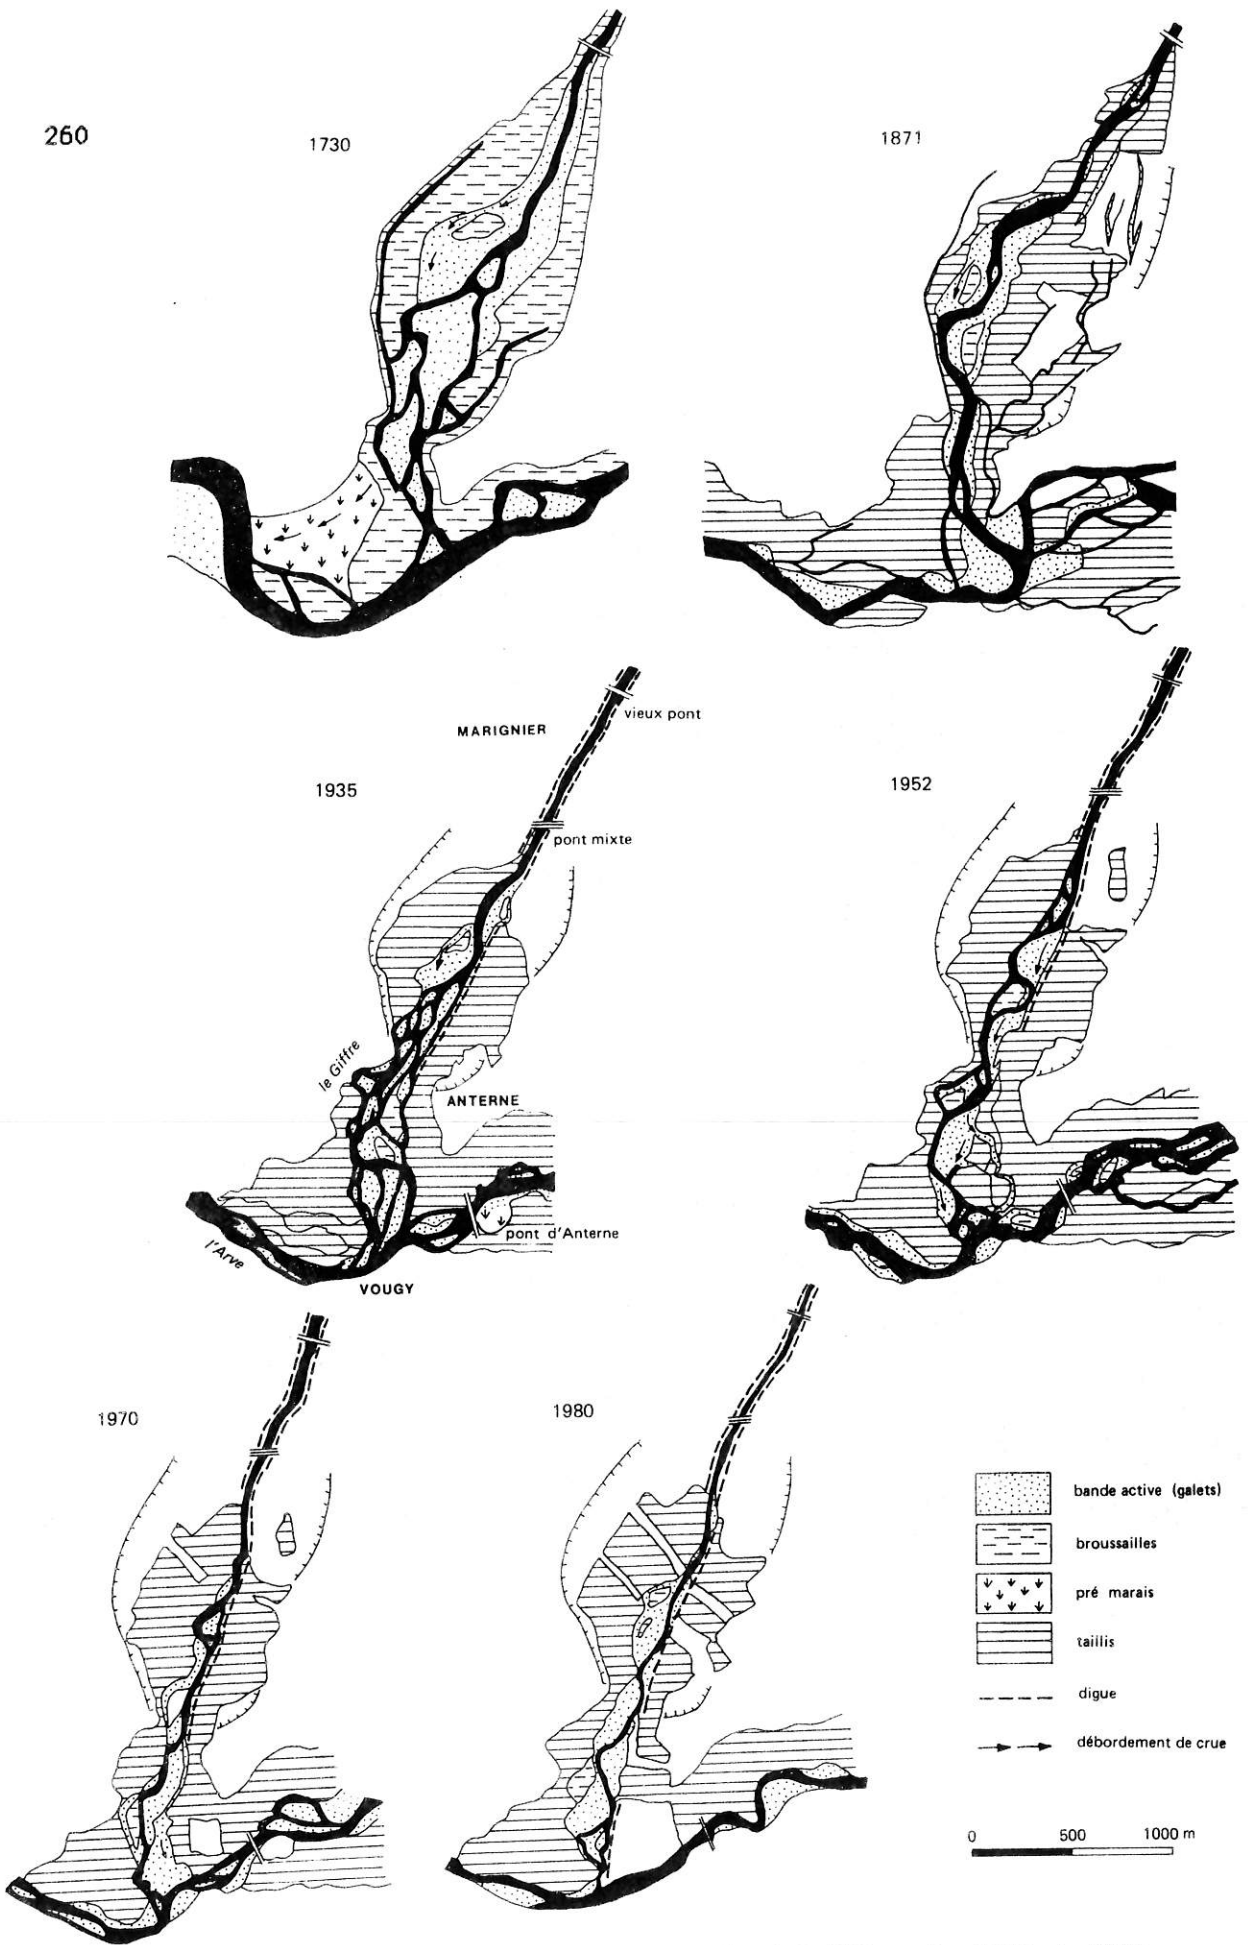 260
1730
1871
1935
MARIGNIER
vieux pont
pont mixte
le Giffre
ANTERNE
pont d'Anterne
l'Arve
VOUGY
1952
1970
1980
bande active (galets)
broussailles
pré marais
taillis
digue
débordement de crue
0 500 1000 m